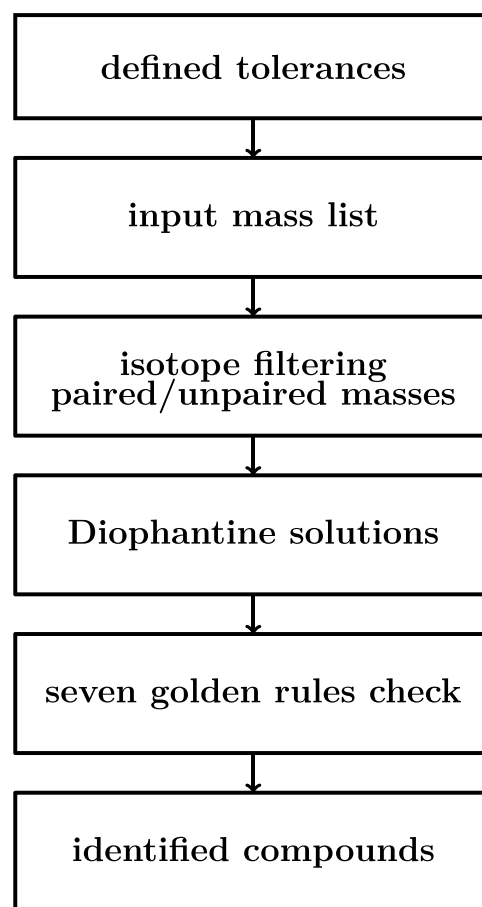 defined tolerances
input mass list
isotope filtering
paired/unpaired masses
Diophantine solutions
seven golden rules check
identified compounds